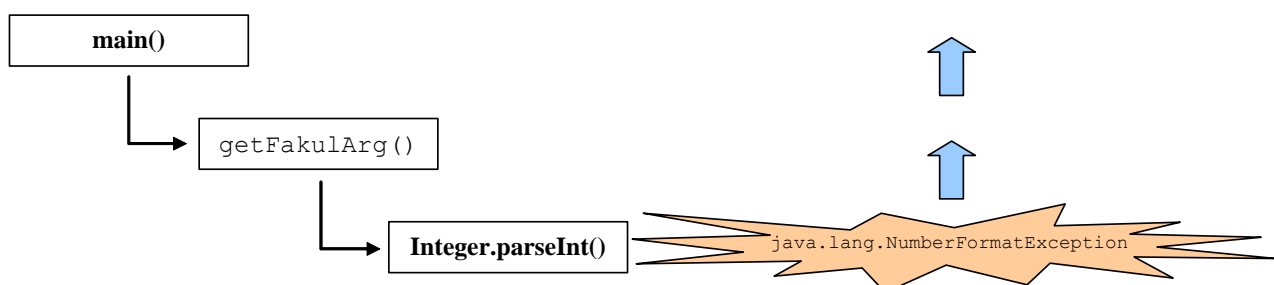 main()
getFakulArg()
Integer.parseInt()
java.lang.NumberFormatException